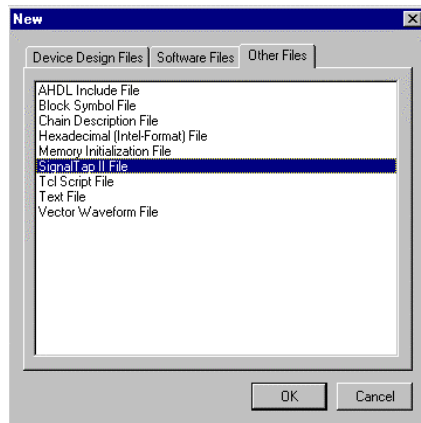 New
Device Design Files Software Files Other Files
AHDL Include File
Block Symbol File
Chain Description File
Hexadecimal (Intel-Format) File
Memory Initialization File
SignalTap II File
Tcl Script File
Text File
Vector Waveform File
OK Cancel